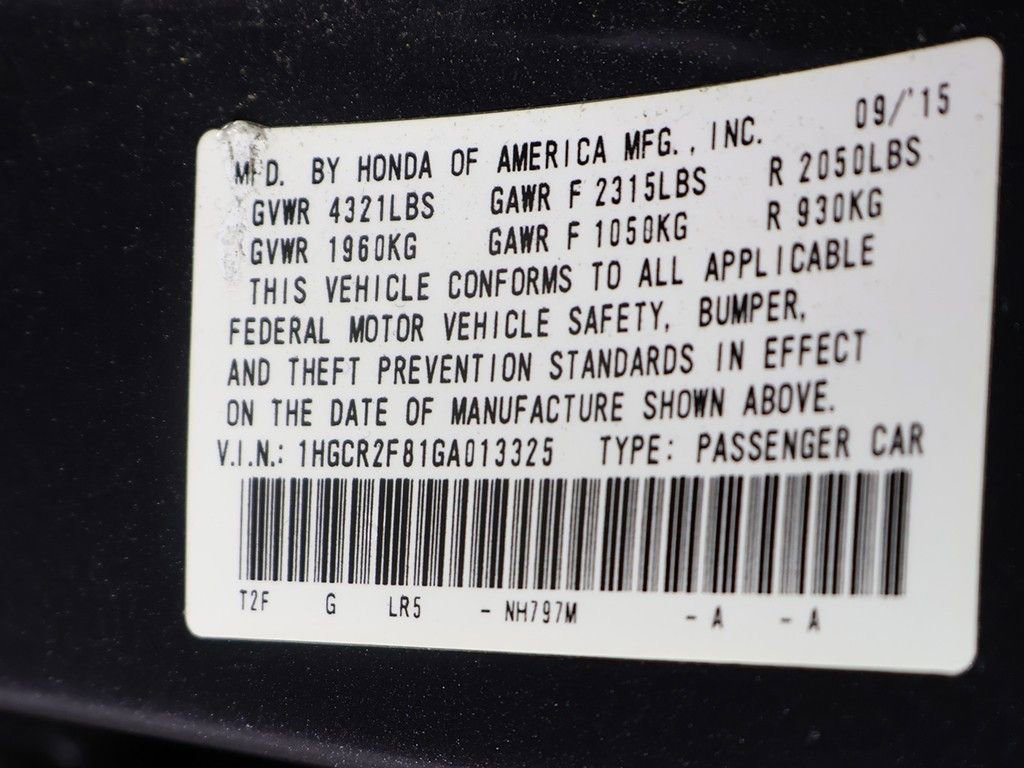 09/'15
MFD. BY HONDA OF AMERICA MFG., INC.
GVWR 4321LBS GAWR F 2315LBS R 2050LBS
GVWR 1960KG GAWR F 1050KG R 930KG
THIS VEHICLE CONFORMS TO ALL APPLICABLE
FEDERAL MOTOR VEHICLE SAFETY, BUMPER,
AND THEFT PREVENTION STANDARDS IN EFFECT
ON THE DATE OF MANUFACTURE SHOWN ABOVE.
V.I.N.: 1HGCR2F81GA013325 TYPE: PASSENGER CAR
T2F G LR5 - NH797M - A - A